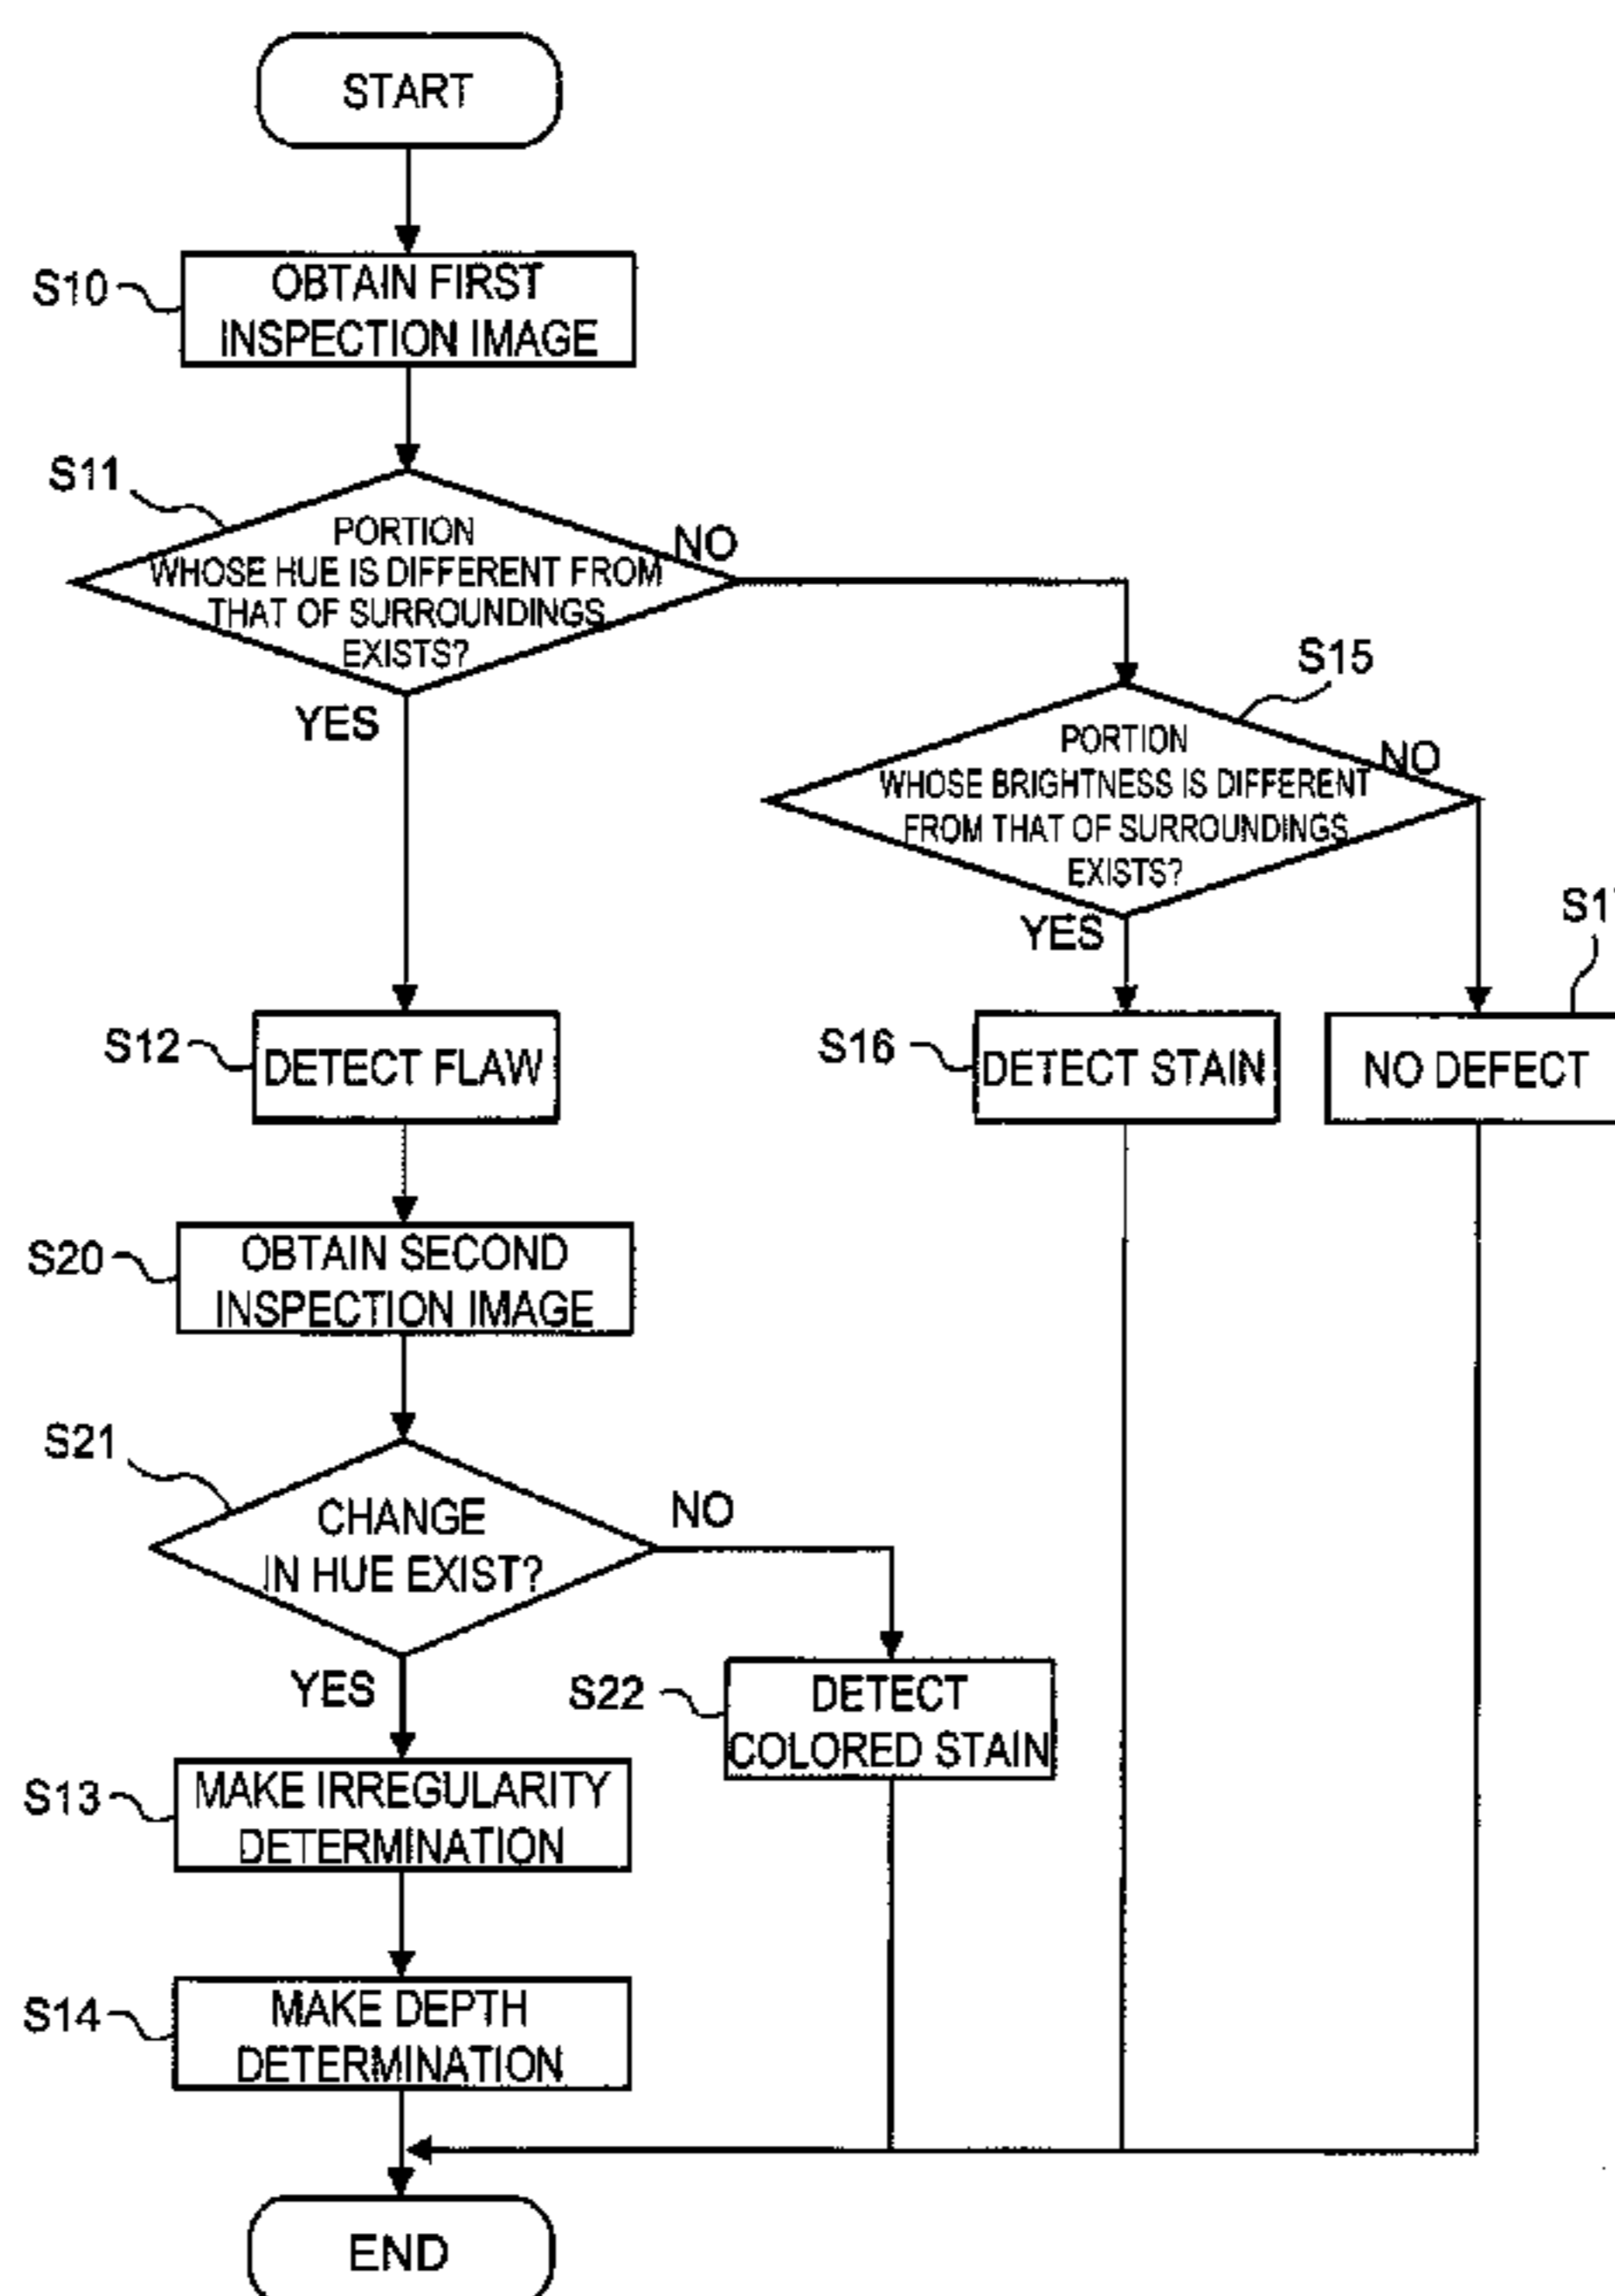 START
S10
OBTAIN FIRST
INSPECTION IMAGE
S11
PORTION
WHOSE HUE IS DIFFERENT FROM
THAT OF SURROUNDINGS
EXISTS?
NO
YES
S15
PORTION
WHOSE BRIGHTNESS IS DIFFERENT
FROM THAT OF SURROUNDINGS
EXISTS?
NO
YES
S12
DETECT FLAW
S16
DETECT STAIN
NO DEFECT
S20
OBTAIN SECOND
INSPECTION IMAGE
S21
CHANGE
IN HUE EXIST?
NO
YES
S22
DETECT
COLORED STAIN
S13
MAKE IRREGULARITY
DETERMINATION
S14
MAKE DEPTH
DETERMINATION
END